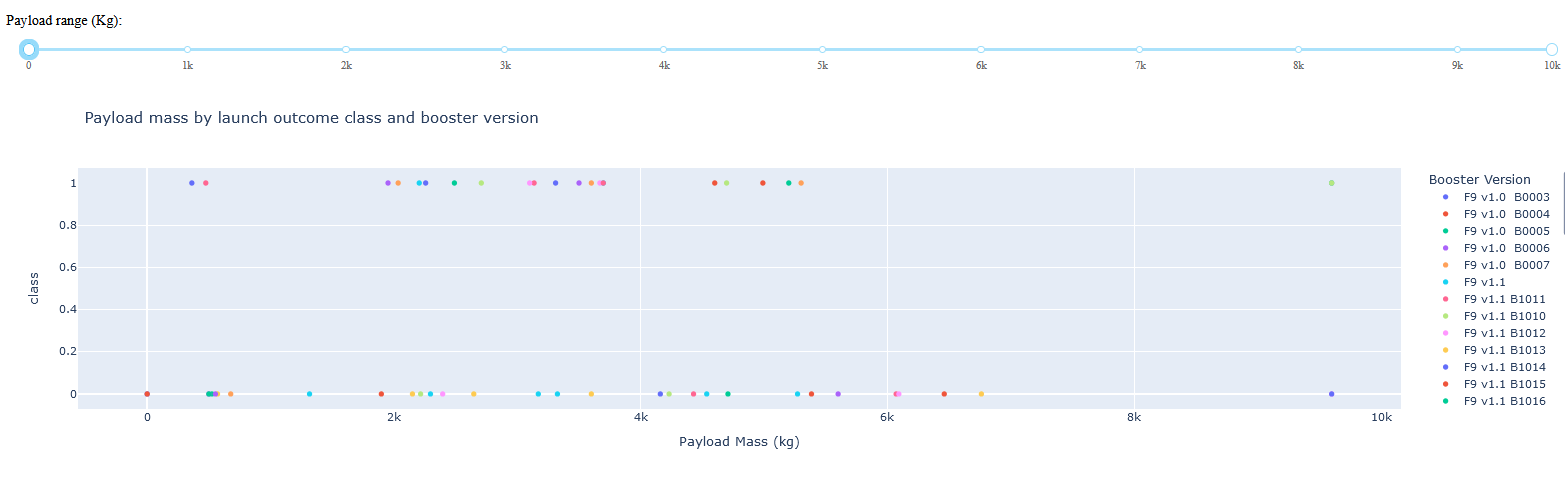 Payload range (Kg):
0 1k 2k 3k 4k 5k 6k 7k 8k 9k 10k
Payload mass by launch outcome class and booster version
1
0.8
0.6
0.4
0.2
0
class
0 2k 4k 6k 8k 10k
Payload Mass (kg)
Booster Version
F9 v1.0  B0003
F9 v1.0  B0004
F9 v1.0  B0005
F9 v1.0  B0006
F9 v1.0  B0007
F9 v1.1
F9 v1.1 B1011
F9 v1.1 B1010
F9 v1.1 B1012
F9 v1.1 B1013
F9 v1.1 B1014
F9 v1.1 B1015
F9 v1.1 B1016